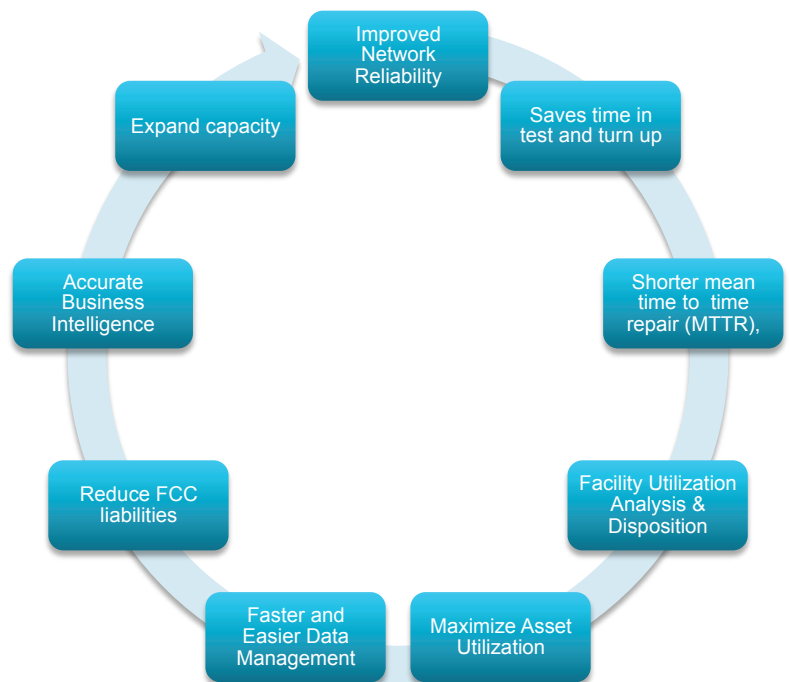 Improved
Network
Reliability
Saves time in
test and turn up
Shorter mean
time to  time
repair (MTTR),
Facility Utilization
Analysis &
Disposition
Maximize Asset
Utilization
Faster and
Easier Data
Management
Reduce FCC
liabilities
Accurate
Business
Intelligence
Expand capacity